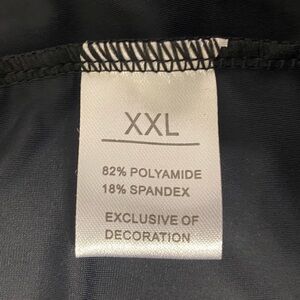 XXL
82% POLYAMIDE
18% SPANDEX
EXCLUSIVE OF
DECORATION